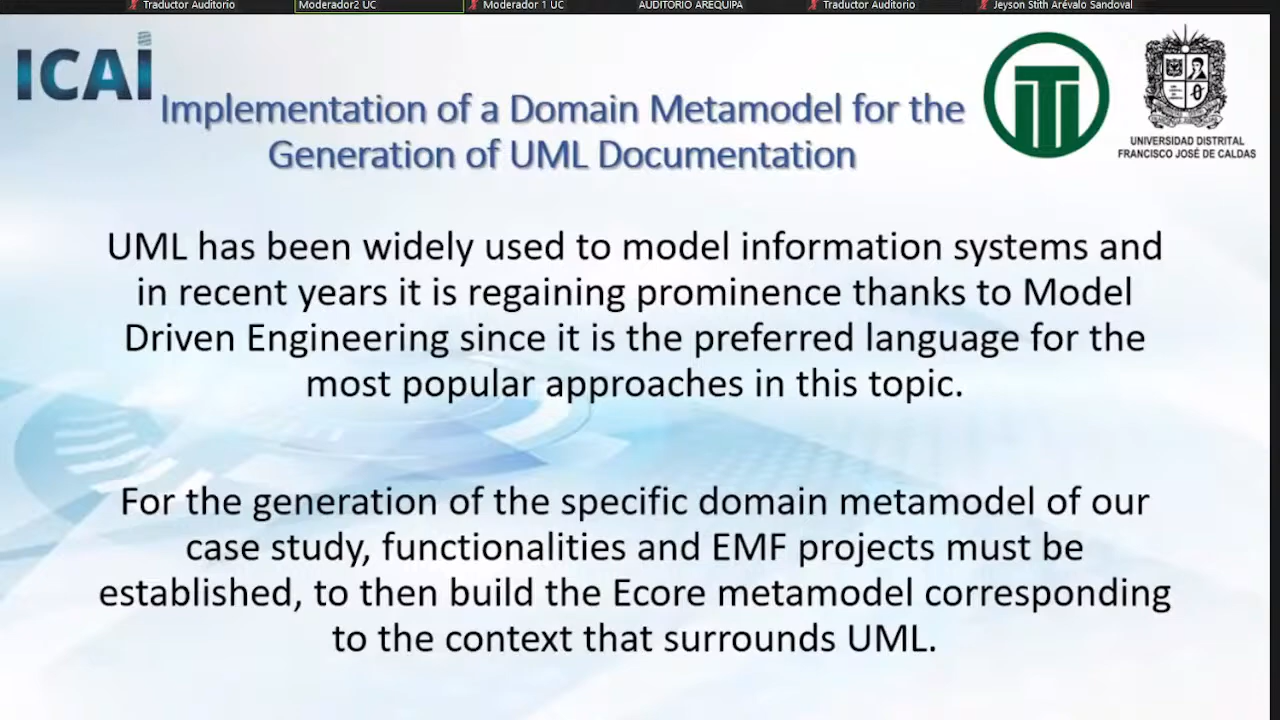 Traductor Auditorio
Moderador2 UC
Moderador 1 UC
AUDITORIO AREQUIPA
Traductor Auditorio
Jeyson Stith Arévalo Sandoval
ICAI
Implementation of a Domain Metamodel for the
Generation of UML Documentation
UNIVERSIDAD DISTRITAL
FRANCISCO JOSÉ DE CALDAS
UML has been widely used to model information systems and
in recent years it is regaining prominence thanks to Model
Driven Engineering since it is the preferred language for the
most popular approaches in this topic.
For the generation of the specific domain metamodel of our
case study, functionalities and EMF projects must be
established, to then build the Ecore metamodel corresponding
to the context that surrounds UML.